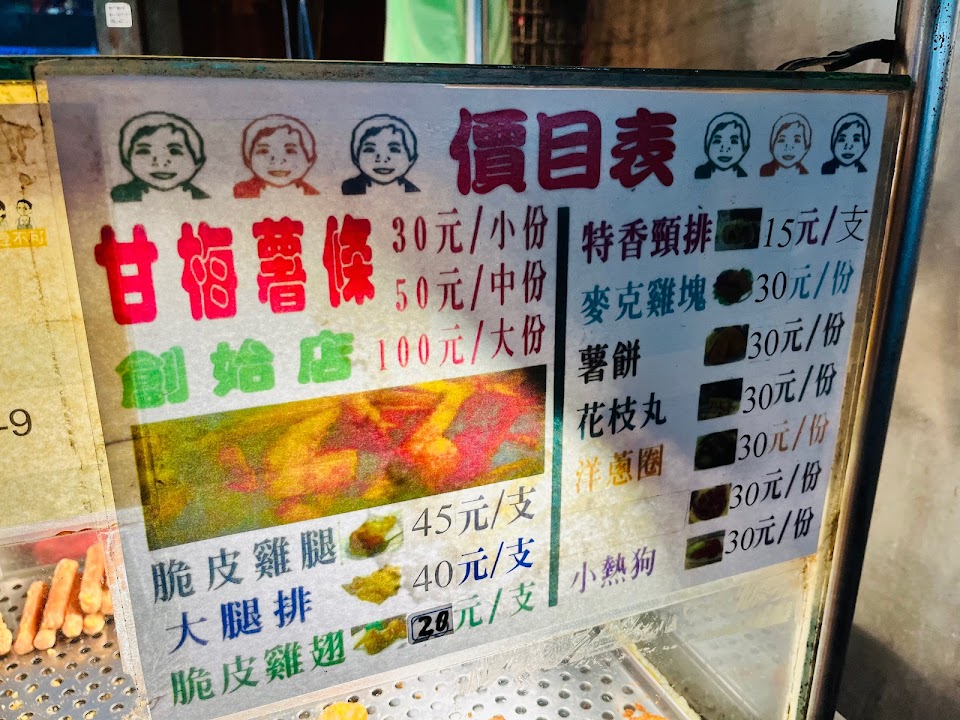 價目表
甘梅薯條
30元/小份
50元/中份
100元/大份
創始店
脆皮雞腿 45元/支
大腿排 40元/支
脆皮雞翅 28元/支
特香頸排 15元/支
麥克雞塊 30元/份
薯餅 30元/份
花枝丸 30元/份
洋蔥圈 30元/份
30元/份
小熱狗 30元/份
-9
不可